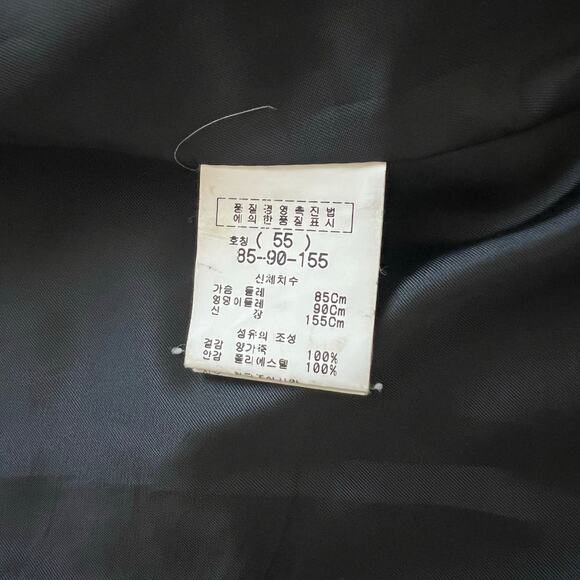 품질경영촉진법
에의한품질표시
호칭 ( 55 )
85-90-155
신체치수
가슴 둘레 85Cm
엉덩이둘레 90Cm
신 장 155Cm
섬유의 조성
겉감 양가죽 100%
안감 폴리에스텔 100%